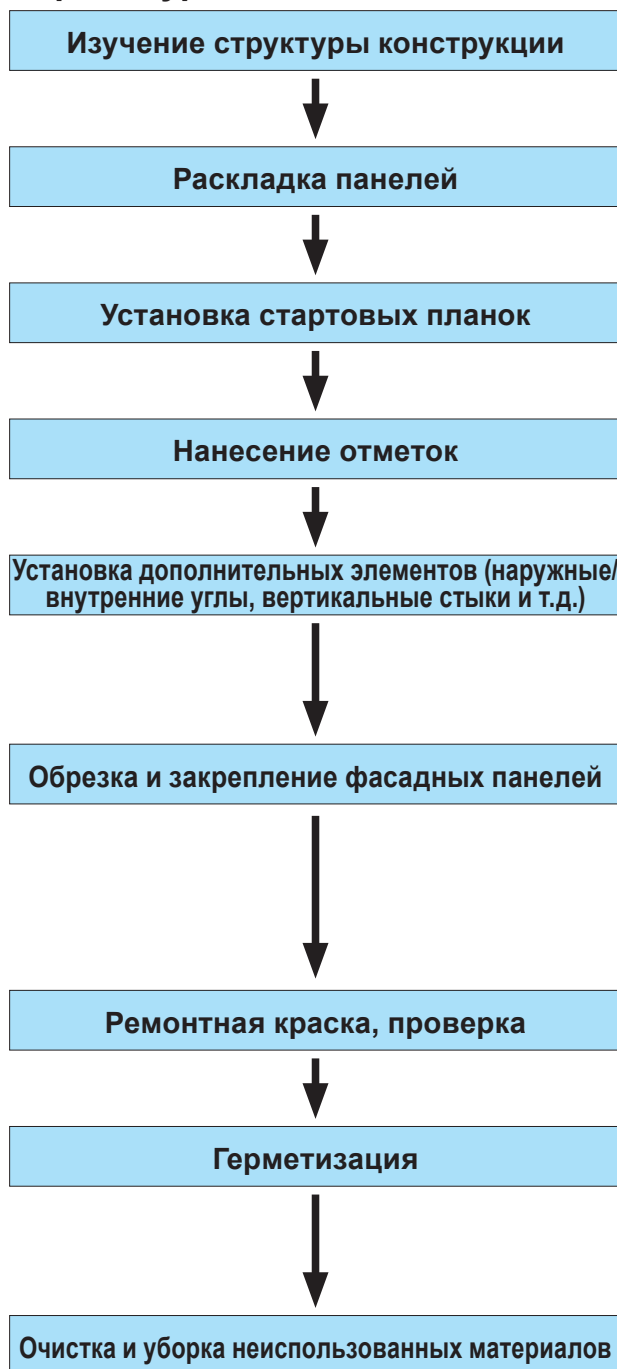 Изучение структуры конструкции
Раскладка панелей
Установка стартовых планок
Нанесение отметок
Установка дополнительных элементов (наружные/
внутренние углы, вертикальные стыки и т.д.)
Обрезка и закрепление фасадных панелей
Ремонтная краска, проверка
Герметизация
Очистка и уборка неиспользованных материалов